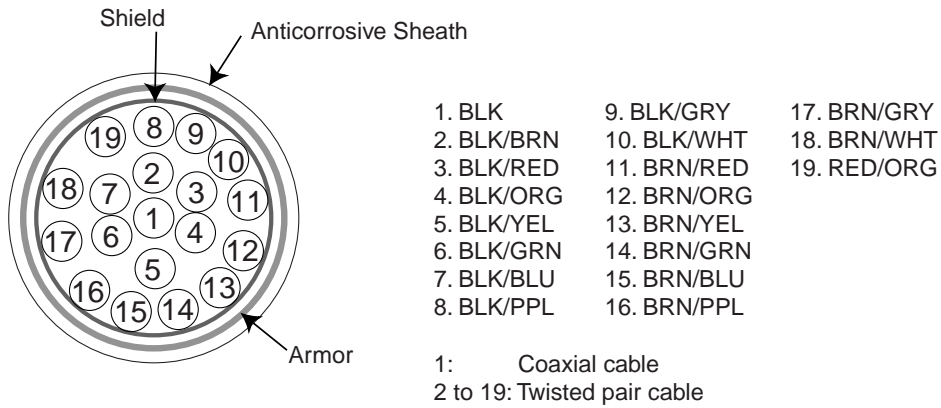 Shield
Anticorrosive Sheath
19 8 9
10
2
18 7 3
11
1
17 6 4
12
5
16 13
15 14
Armor
1. BLK 9. BLK/GRY 17. BRN/GRY
2. BLK/BRN 10. BLK/WHT 18. BRN/WHT
3. BLK/RED 11. BRN/RED 19. RED/ORG
4. BLK/ORG 12. BRN/ORG
5. BLK/YEL 13. BRN/YEL
6. BLK/GRN 14. BRN/GRN
7. BLK/BLU 15. BRN/BLU
8. BLK/PPL 16. BRN/PPL
1: Coaxial cable
2 to 19: Twisted pair cable